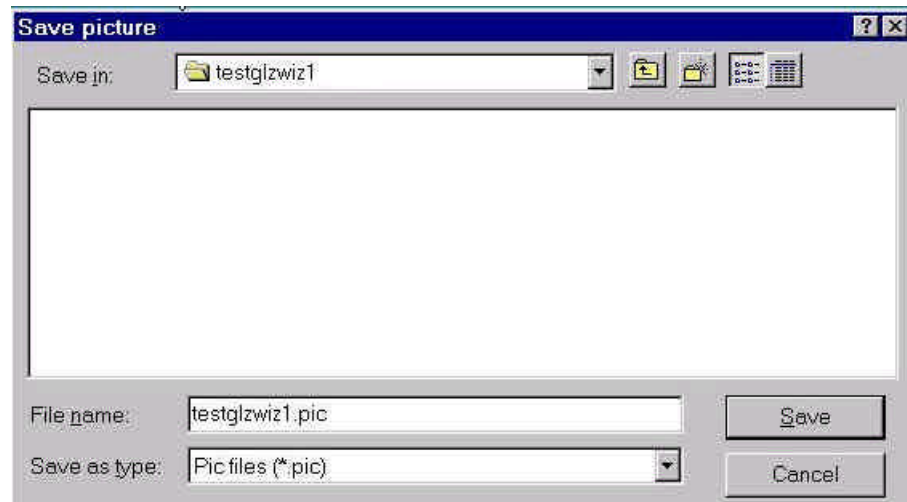 Save picture
Save in: testglzwiz1
File name: testglzwiz1.pic
Save
Save as type: Pic files (*.pic)
Cancel